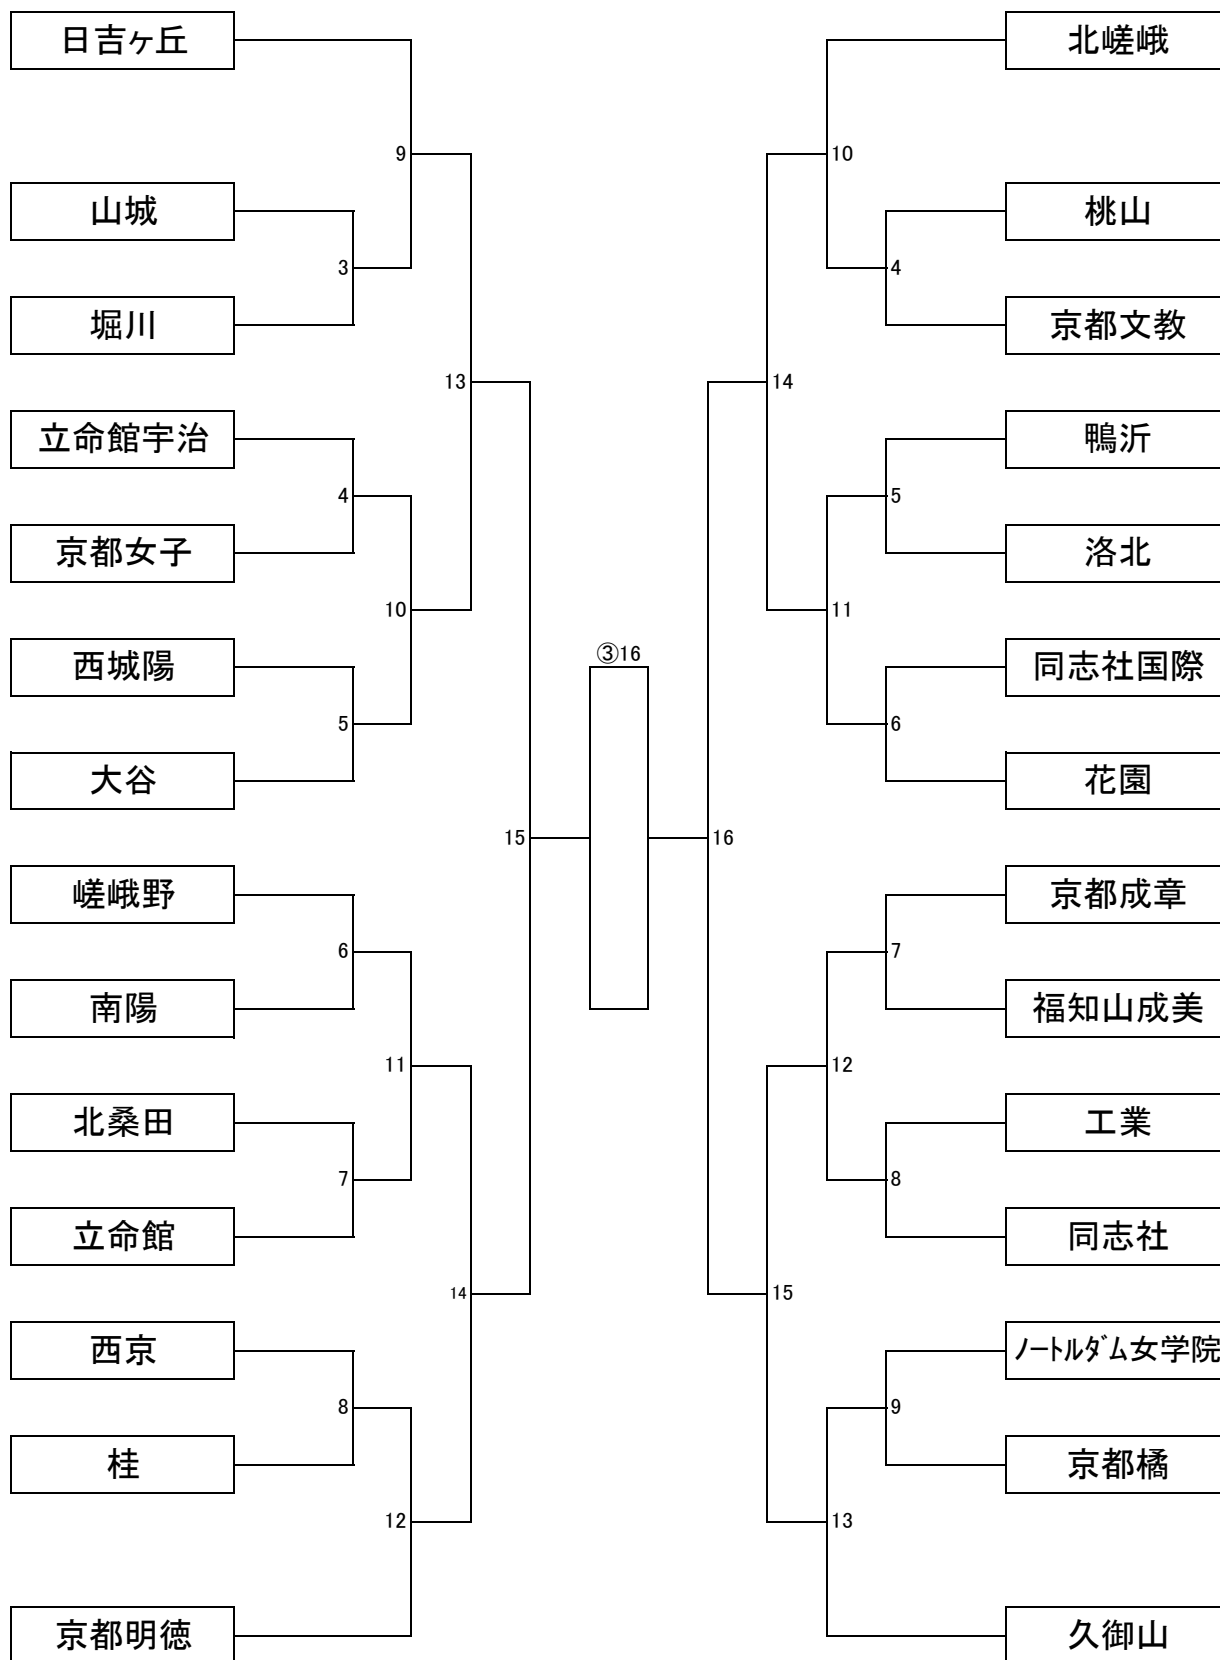 日吉ヶ丘
9
山城
3
堀川
13
立命館宇治
4
京都女子
10
西城陽
5
大谷
15
嵯峨野
6
南陽
11
北桑田
7
立命館
14
西京
8
桂
12
京都明徳
③16
北嵯峨
10
桃山
4
京都文教
14
鴨沂
5
洛北
11
同志社国際
6
花園
16
京都成章
7
福知山成美
12
工業
8
同志社
15
ノートルダム女学院
9
京都橘
13
久御山